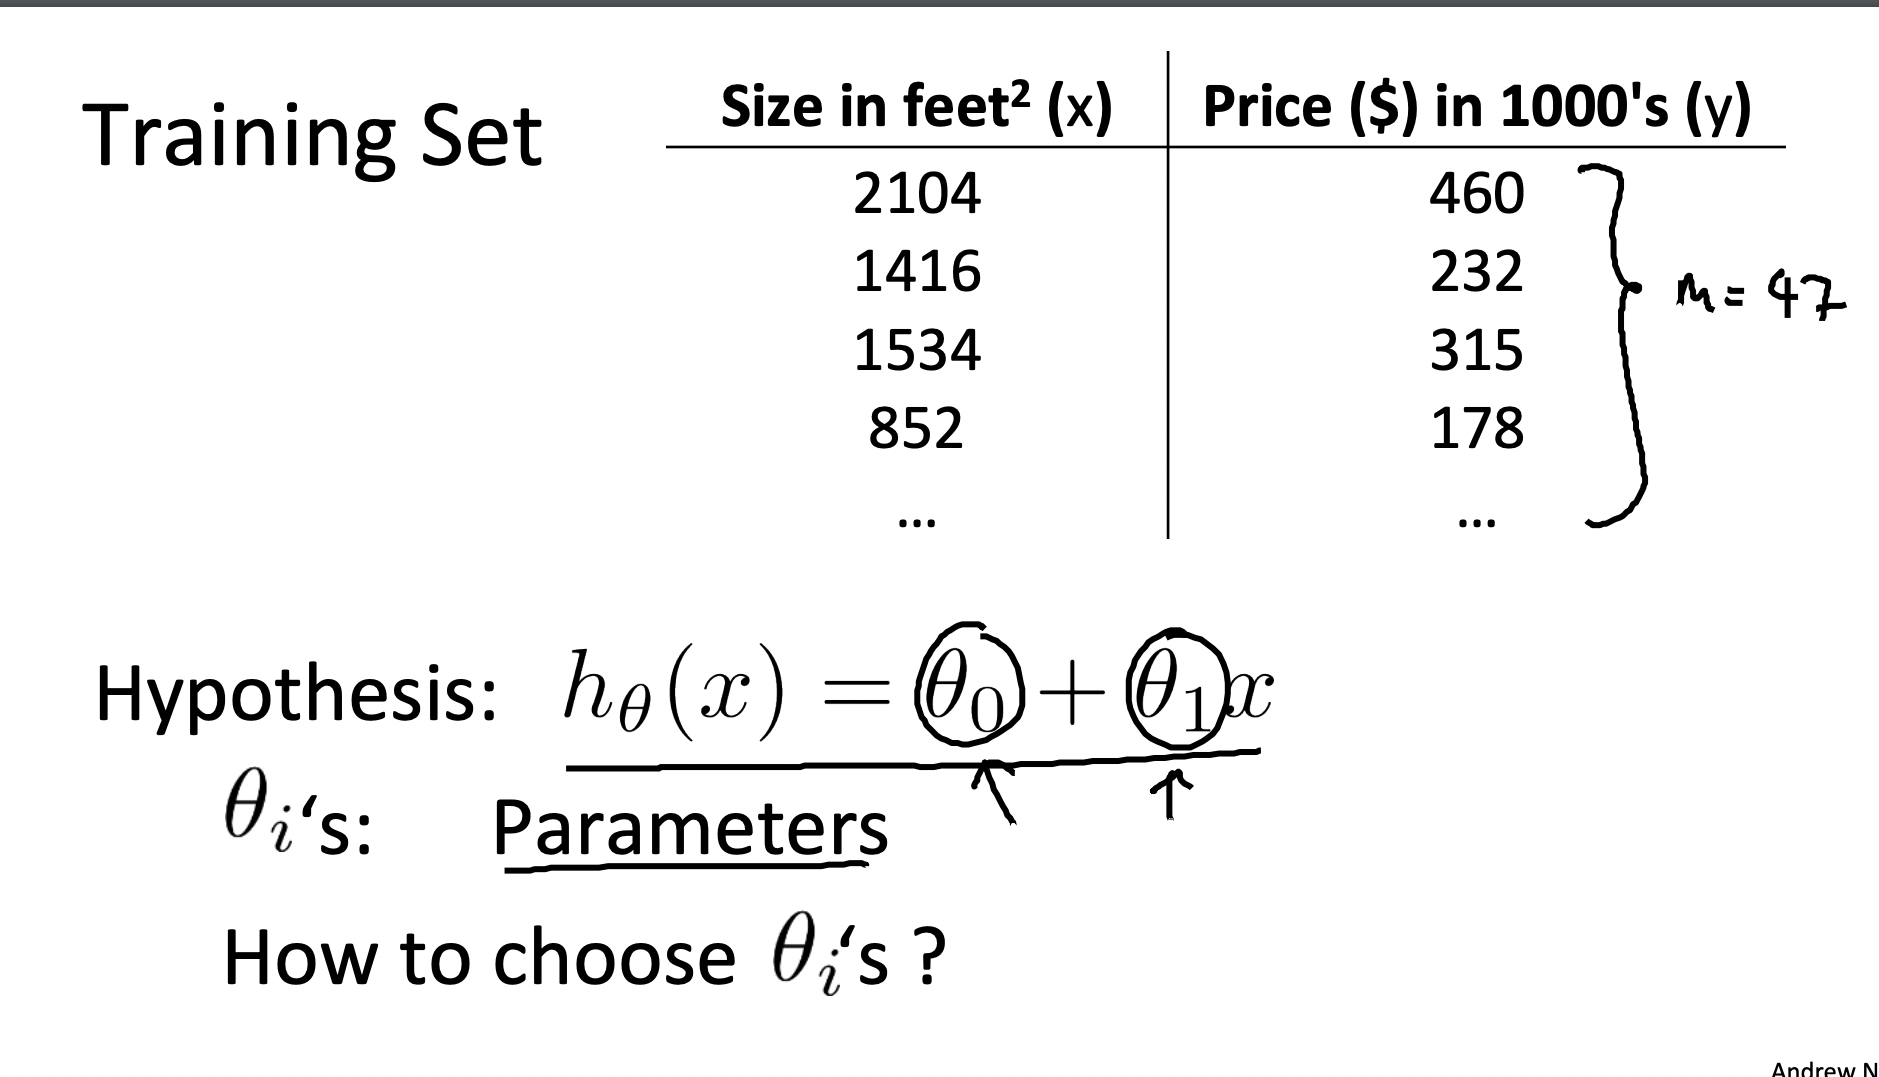 Training Set
Size in feet² (x) Price ($) in 1000's (y)
2104 460
1416 232
1534 315
852 178
... ...
m = 47
Hypothesis: hθ(x) = θ0 + θ1x
θi‘s: Parameters
How to choose θi‘s ?
Andrew N